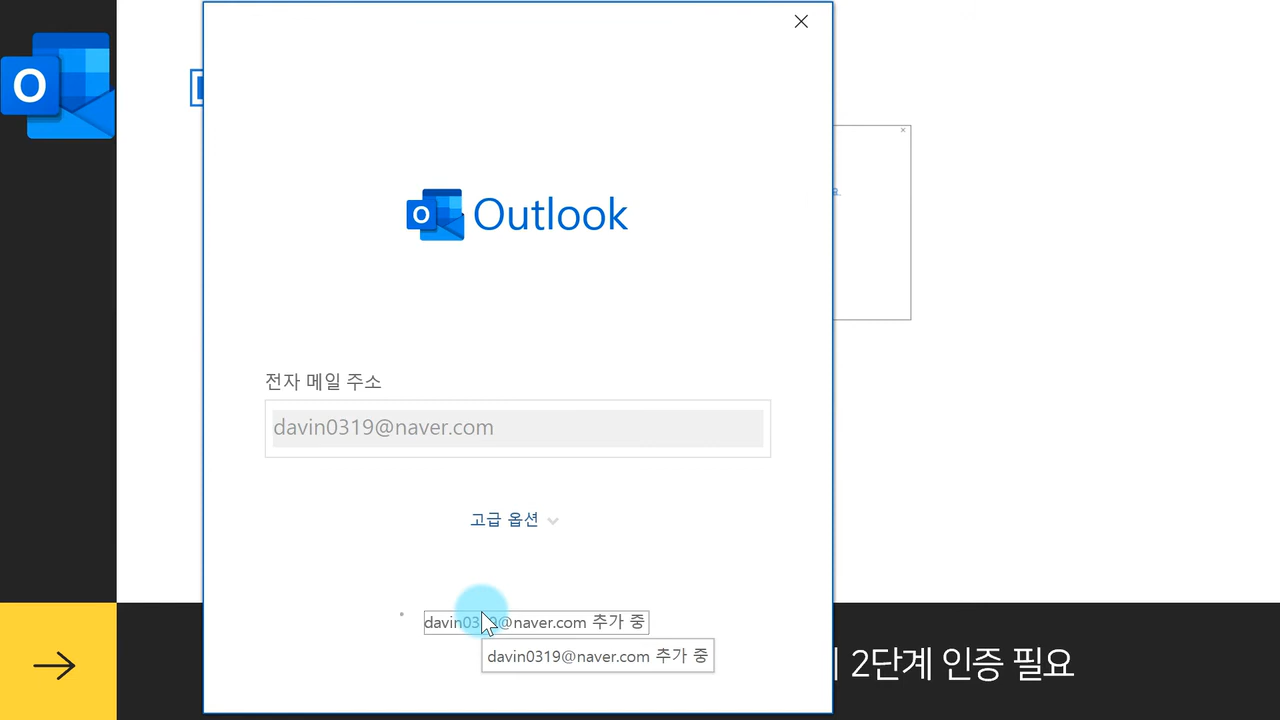 Outlook
전자 메일 주소
davin0319@naver.com
고급 옵션
davin0319@naver.com 추가 중
davin0319@naver.com 추가 중
2단계 인증 필요